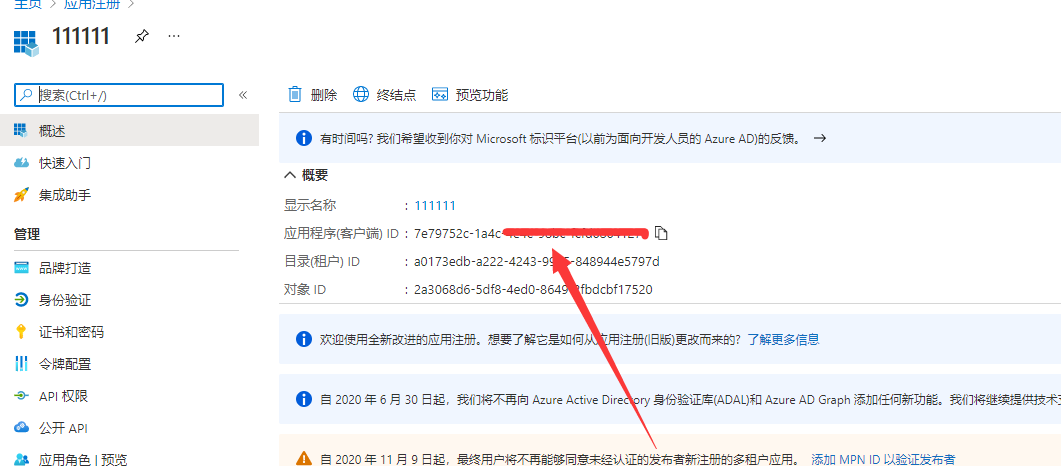 主页 > 应用注册 >
111111
搜索(Ctrl+/)
«
删除 终结点 预览功能
概述
快速入门
集成助手
管理
品牌打造
身份验证
证书和密码
令牌配置
API 权限
公开 API
应用角色 | 预览
有时间吗? 我们希望收到你对 Microsoft 标识平台(以前为面向开发人员的 Azure AD)的反馈。 →
概要
显示名称 : 111111
应用程序(客户端) ID : 7e79752c-1a4c-
目录(租户) ID : a0173edb-a222-4243-99 -848944e5797d
对象 ID : 2a3068d6-5df8-4ed0-8649- fbdcbf17520
欢迎使用全新改进的应用注册。想要了解它是如何从应用注册(旧版)更改而来的? 了解更多信息
自 2020 年 6 月 30 日起，我们将不再向 Azure Active Directory 身份验证库(ADAL)和 Azure AD Graph 添加任何新功能。我们将继续提供技术
自 2020 年 11 月 9 日起，最终用户将不再能够同意未经认证的发布者新注册的多租户应用。 添加 MPN ID 以验证发布者